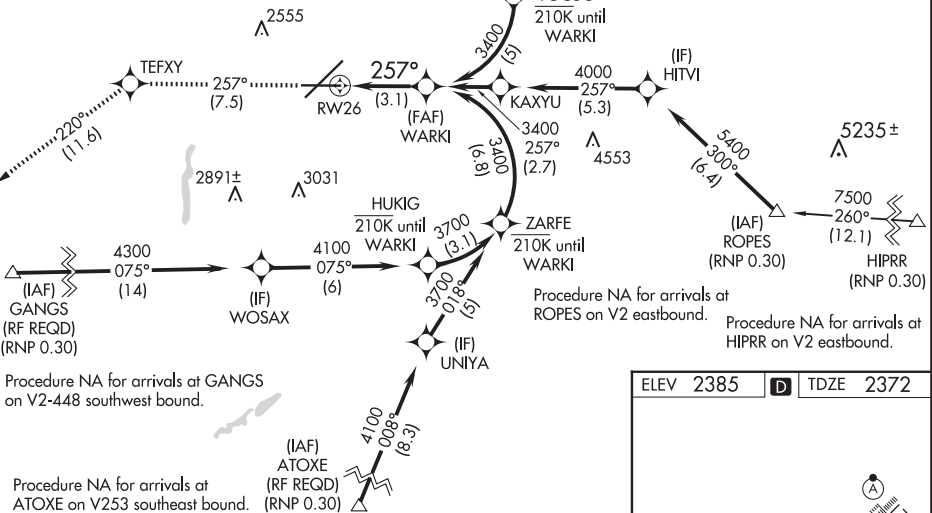 2555
210K until
WARKI
3400
(5)
TEFXY
257°
(7.5)
RW26
257°
(3.1)
(FAF)
WARKI
KAXYU
4000
257°
(5.3)
(IF)
HITVI
220°
(11.6)
3400
257°
(2.7)
3400
(6.8)
4553
5400
300°
(6.4)
5235±
2891±
3031
HUKIG
210K until
WARKI
3700
(3.1)
ZARFE
210K until
WARKI
(IAF)
ROPES
(RNP 0.30)
7500
260°
(12.1)
HIPRR
(RNP 0.30)
4300
075°
(14)
(IAF)
GANGS
(RF REQD)
(RNP 0.30)
(IF)
WOSAX
4100
075°
(6)
3700
018°
(5)
(IF)
UNIYA
Procedure NA for arrivals at
ROPES on V2 eastbound.
Procedure NA for arrivals at
HIPRR on V2 eastbound.
Procedure NA for arrivals at GANGS
on V2-448 southwest bound.
4100
008°
(8.3)
(IAF)
ATOXE
(RF REQD)
(RNP 0.30)
Procedure NA for arrivals at
ATOXE on V253 southeast bound.
ELEV 2385 D TDZE 2372
A